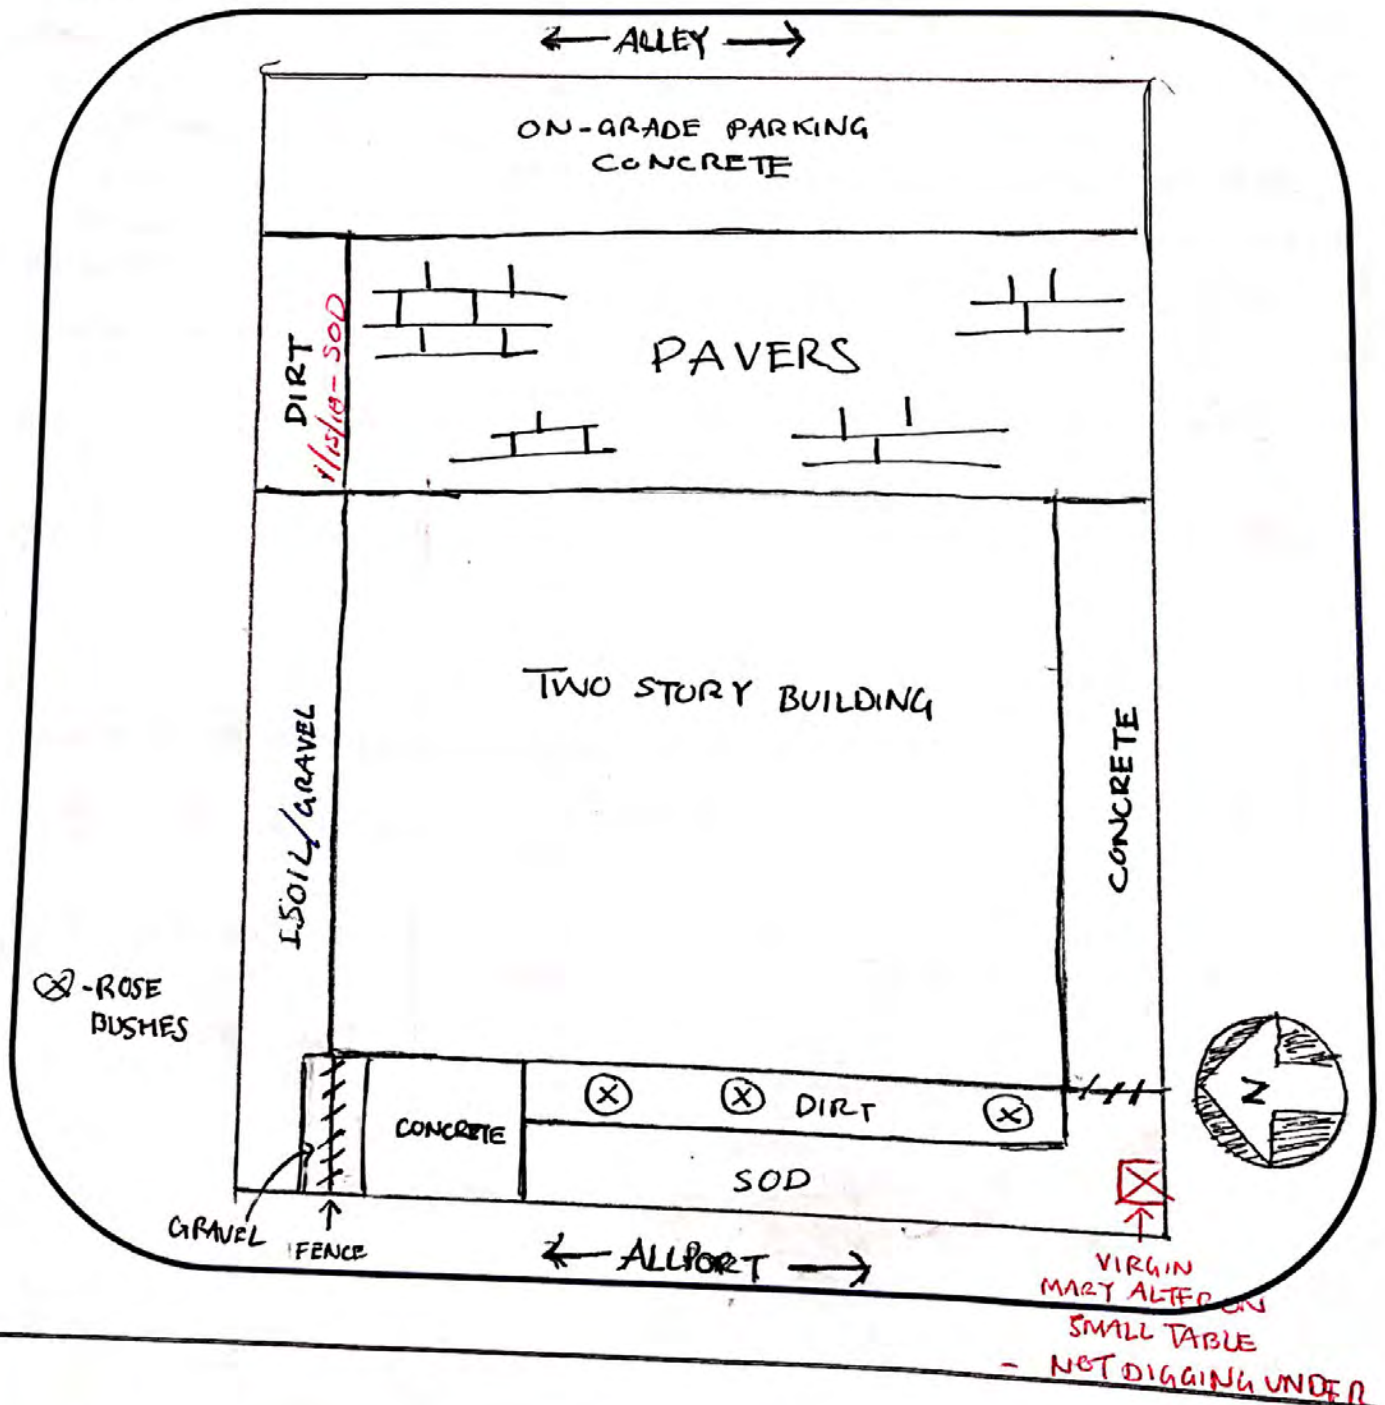 ← ALLEY →
ON-GRADE PARKING
CONCRETE
DIRT
1/15/18 - SOD
PAVERS
TWO STORY BUILDING
SOIL/GRAVEL
CONCRETE
ⓧ -ROSE
BUSHES
N
CONCRETE
DIRT
SOD
GRAVEL
FENCE
← ALLPORT →
VIRGIN
MARY ALTER ON
SMALL TABLE
- NOT DIGGING UNDER